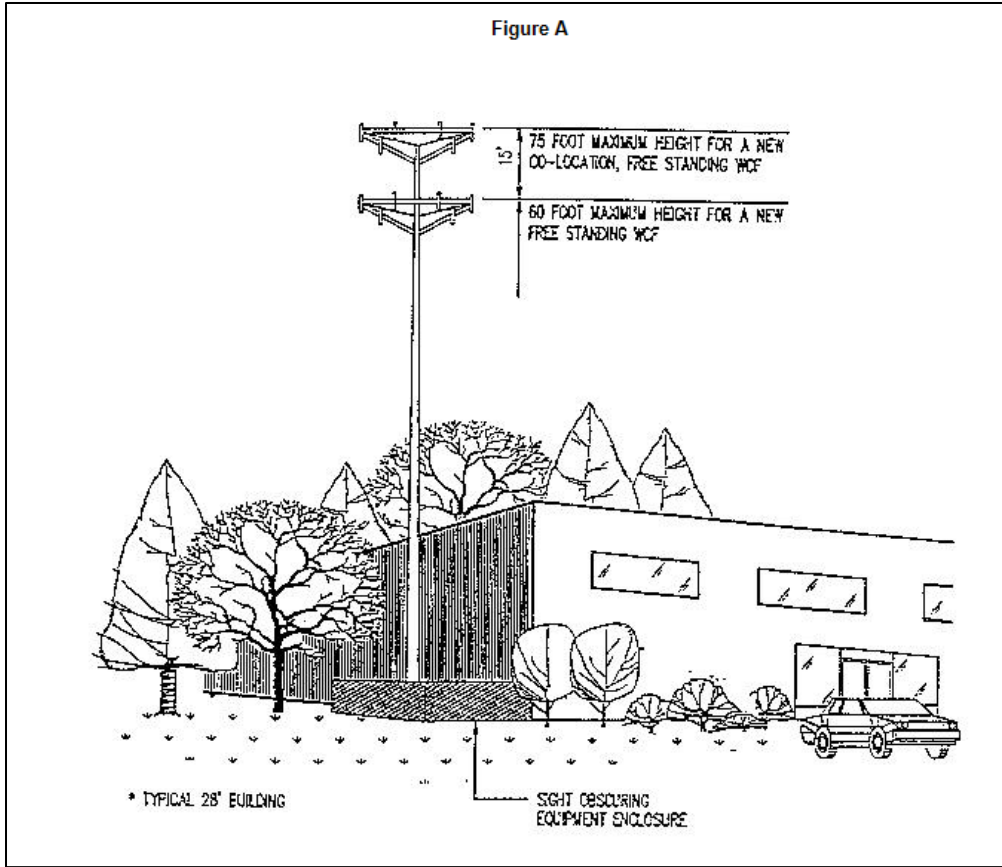 Figure A
15'
75 FOOT MAXIMUM HEIGHT FOR A NEW
CO-LOCATION, FREE STANDING WCF
60 FOOT MAXIMUM HEIGHT FOR A NEW
FREE STANDING WCF
* TYPICAL 28' BUILDING
SIGHT OBSCURING
EQUIPMENT ENCLOSURE